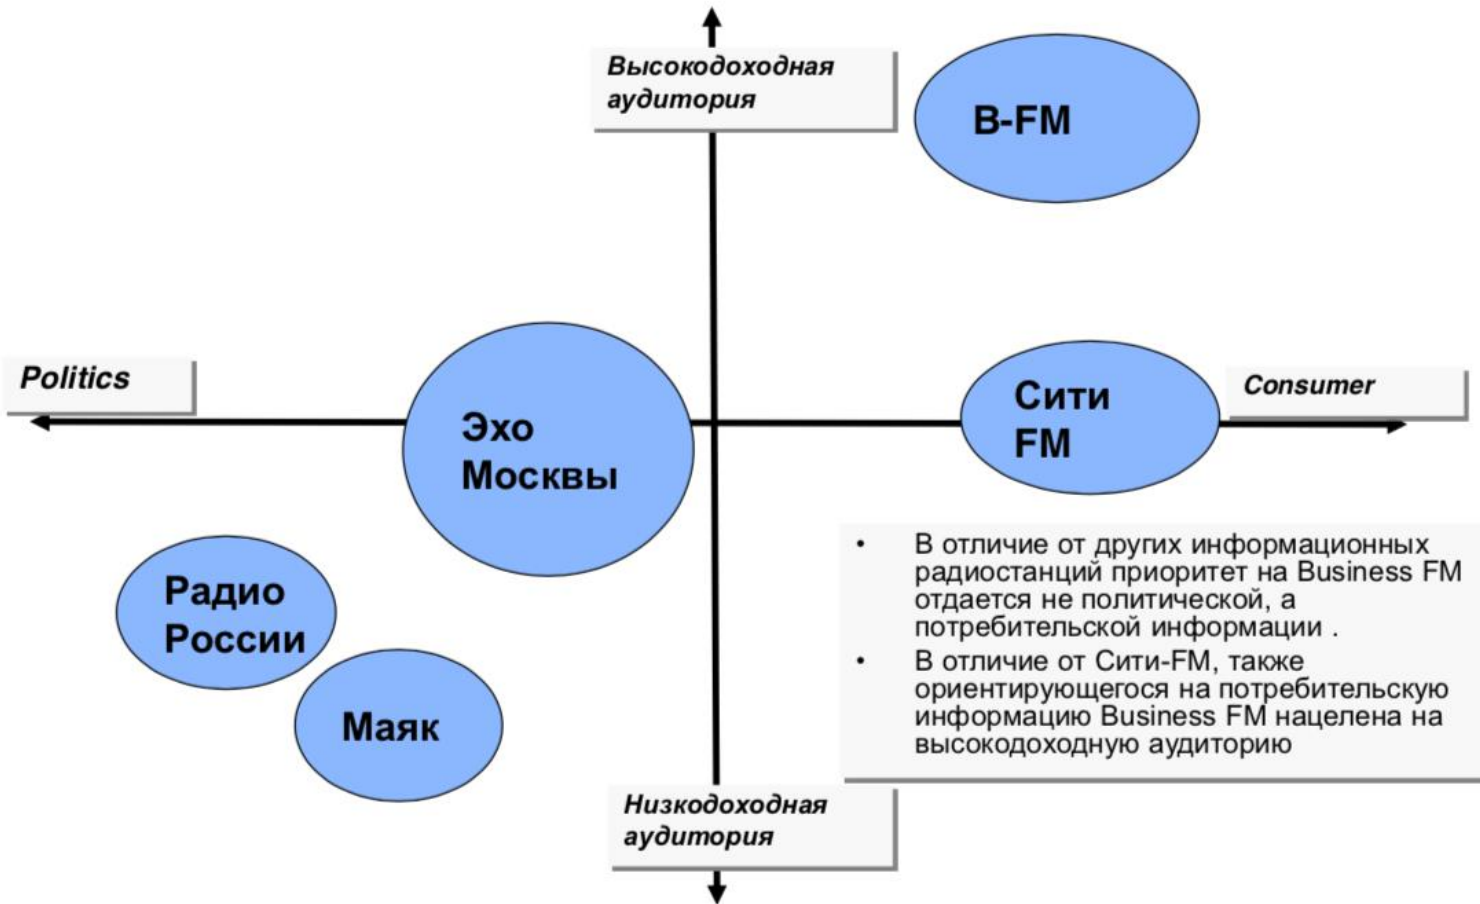 Высокодоходная
аудитория
B-FM
Politics
Эхо
Москвы
Сити
FM
Consumer
Радио
России
Маяк
• В отличие от других информационных
радиостанций приоритет на Business FM
отдается не политической, а
потребительской информации .
• В отличие от Сити-FM, также
ориентирующегося на потребительскую
информацию Business FM нацелена на
высокодоходную аудиторию
Низкодоходная
аудитория